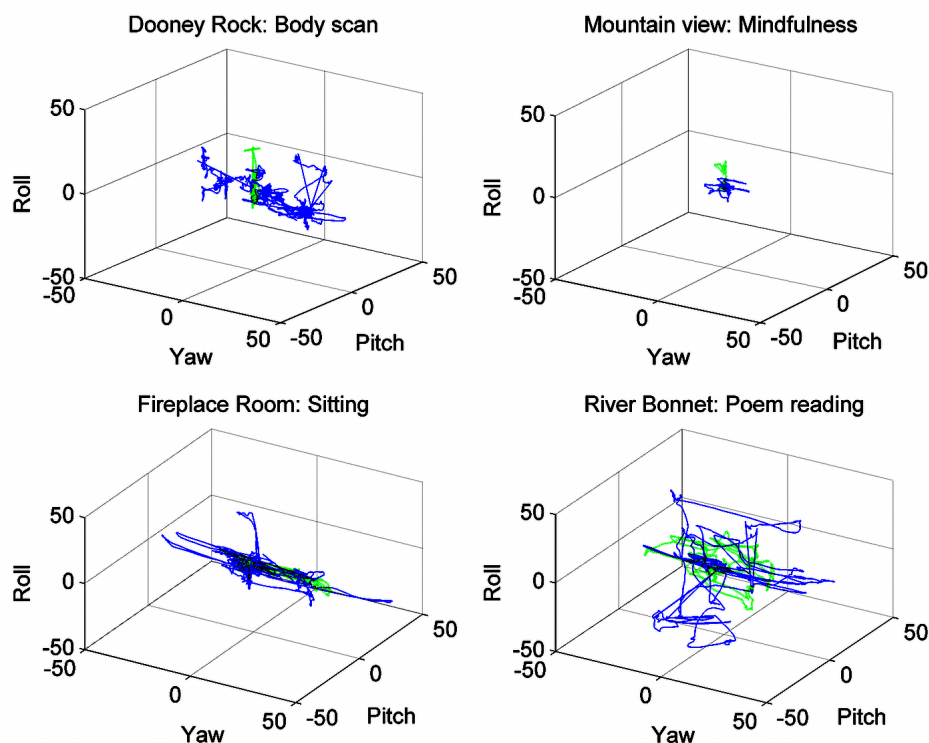 Dooney Rock: Body scan
50
0
-50
Roll
-50
0
50
Yaw
-50
0
50
Pitch
Mountain view: Mindfulness
50
0
-50
Roll
-50
0
50
Yaw
-50
0
50
Pitch
Fireplace Room: Sitting
50
0
-50
Roll
-50
0
50
Yaw
-50
0
50
Pitch
River Bonnet: Poem reading
50
0
-50
Roll
-50
0
50
Yaw
-50
0
50
Pitch